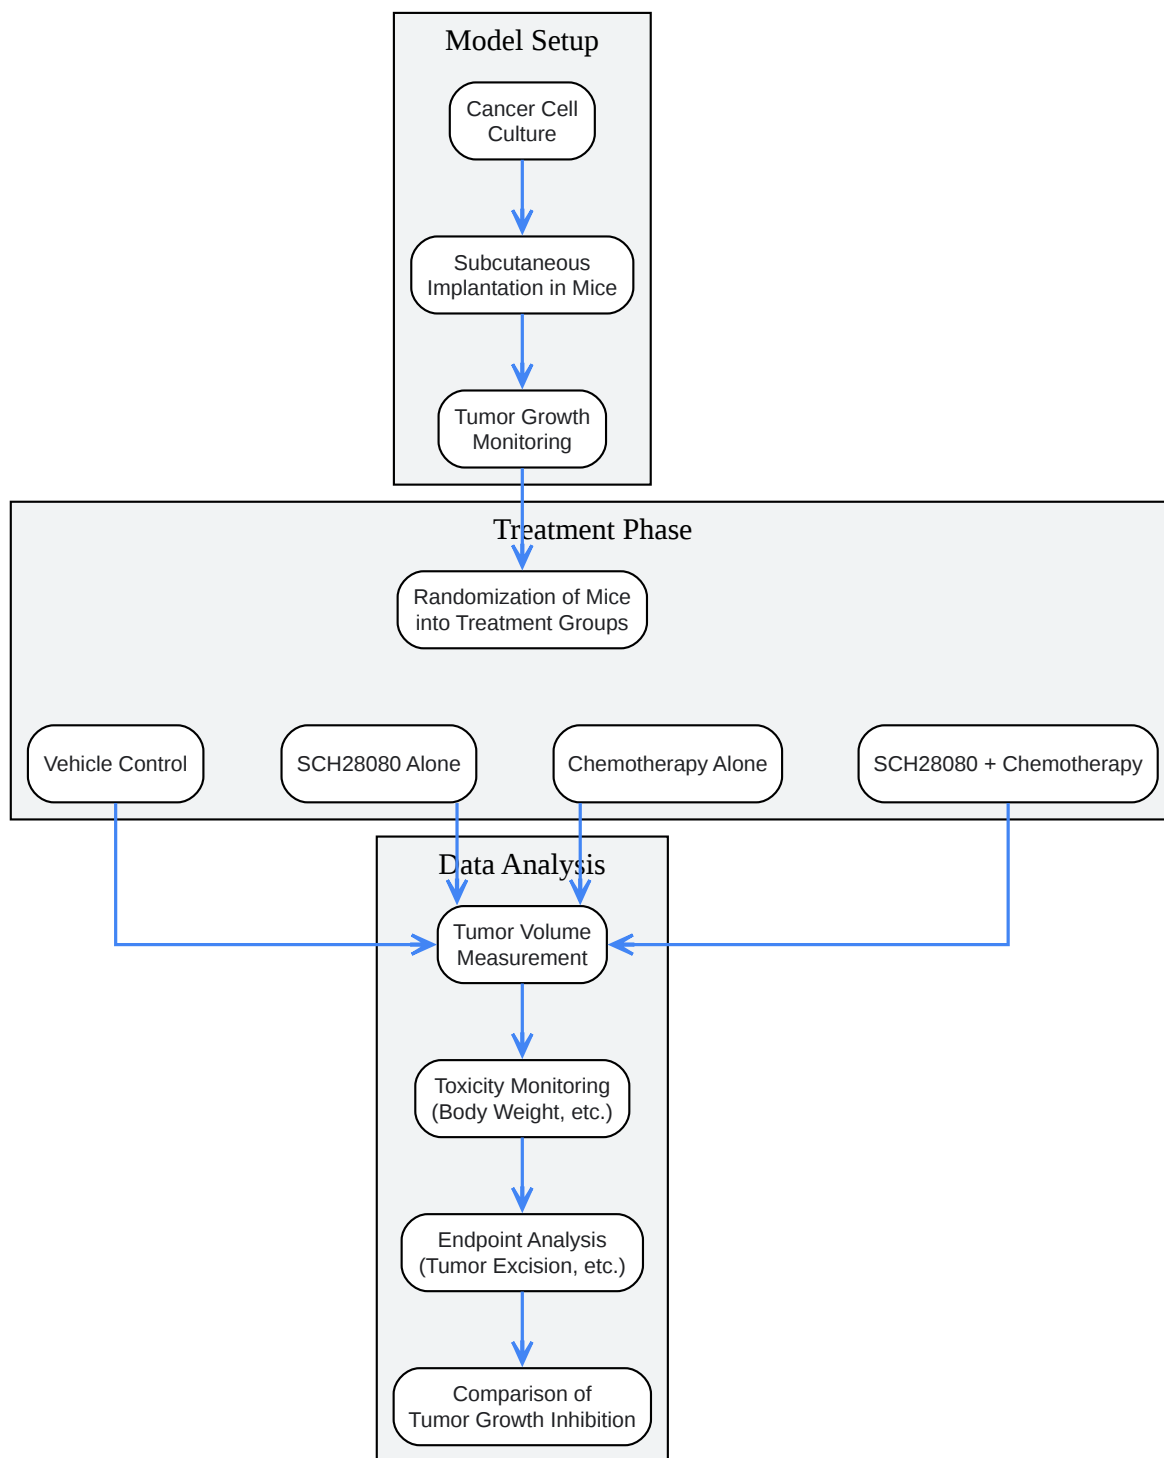 Model Setup
Cancer Cell
Culture
Subcutaneous
Implantation in Mice
Tumor Growth
Monitoring
Treatment Phase
Randomization of Mice
into Treatment Groups
Vehicle Control
SCH28080 Alone
Chemotherapy Alone
SCH28080 + Chemotherapy
Data Analysis
Tumor Volume
Measurement
Toxicity Monitoring
(Body Weight, etc.)
Endpoint Analysis
(Tumor Excision, etc.)
Comparison of
Tumor Growth Inhibition